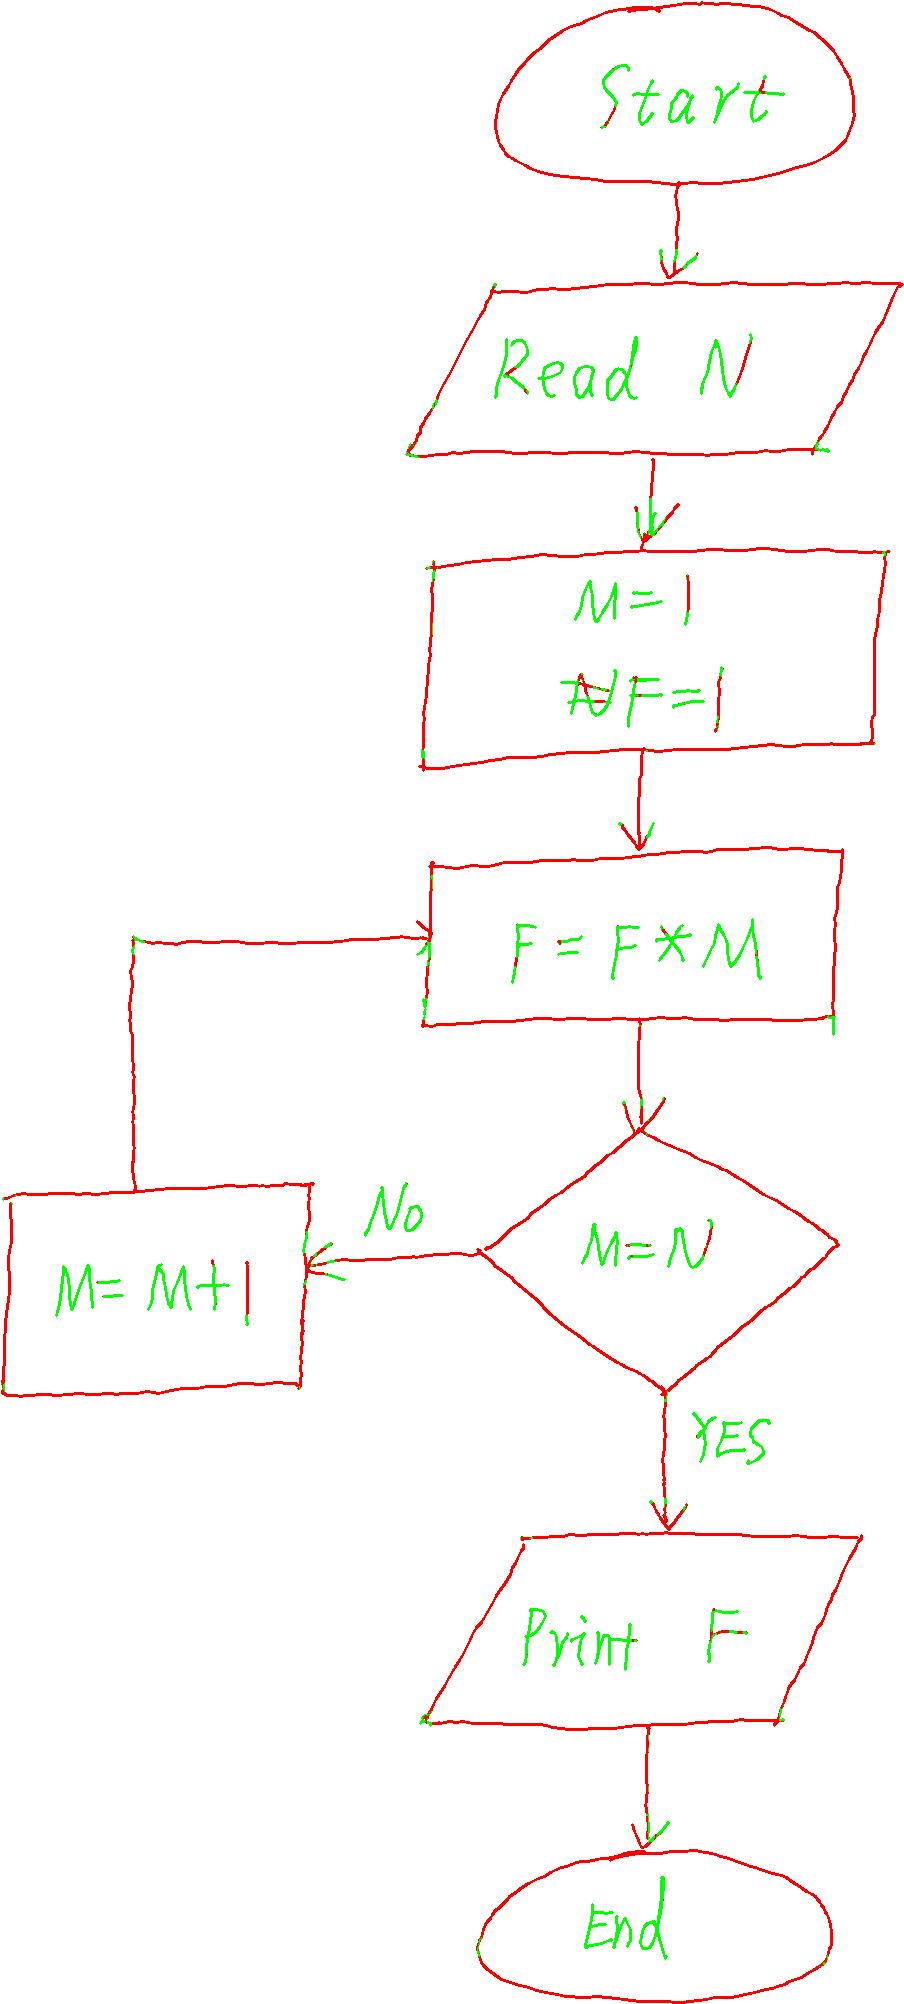 Start
Read N
M=1
F=1
F=F*M
M=N
No
M=M+1
YES
Print F
End